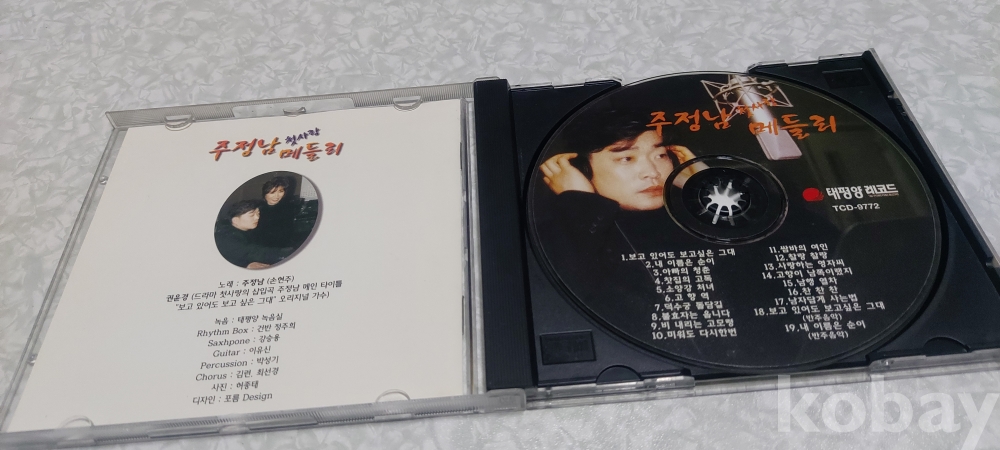 주정남 첫사랑
메들리
노래 : 주정남 (손현주)
권윤경 (드라마 첫사랑의 삽입곡 주정남 메인 타이틀
"보고 있어도 보고 싶은 그대" 오리지널 가수)
녹음 : 태평양 녹음실
Rhythm Box : 건반 정주희
Saxhpone : 강승용
Guitar : 이유신
Percussion : 박성기
Chorus : 김련, 최선경
사진 : 허종태
디자인 : 포름 Design
주정남 첫사랑
메들리
태평양 레코드
TCD-9772
1.보고 있어도 보고싶은 그대
2.내 이름은 순이
3.아빠의 청춘
4.찻집의 고독
5.소양강 처녀
6.고향역
7.덕수궁 돌담길
8.불효자는 웁니다
9.비 내리는 고모령
10.미워도 다시한번
11.쌈바의 여인
12.찰랑 찰랑
13.사랑하는 영자씨
14.고향이 남쪽이랬지
15.남행 열차
16.찬 찬 찬
17.남자답게 사는법
18.보고 있어도 보고싶은 그대
(반주음악)
19.내 이름은 순이
(반주음악)
kobay